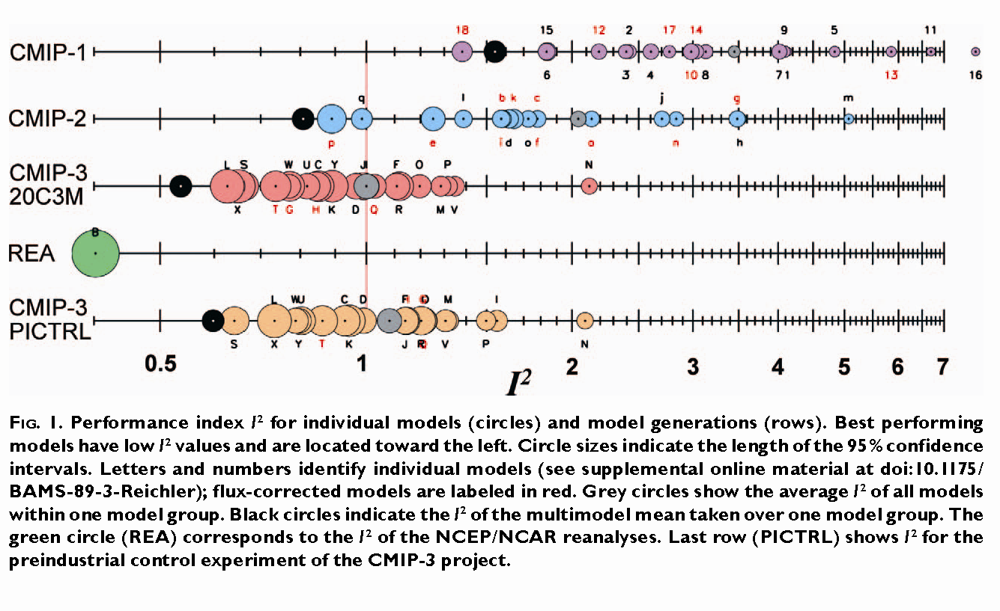 18 15 12 2 17 14 9 5 11
CMIP-1
6 3 4 10 8 7 1 13 16
q l b k c j g m
CMIP-2
p e i d o f a n h
L S W U C Y J I F O P N
CMIP-3
20C3M
X T G H K D Q R M V
B
REA
L W U C D F M I
CMIP-3
PICTRL
S X Y T K J R V P N
0.5 1 2 3 4 5 6 7
I²
FIG. 1. Performance index I² for individual models (circles) and model generations (rows). Best performing
models have low I² values and are located toward the left. Circle sizes indicate the length of the 95% confidence
intervals. Letters and numbers identify individual models (see supplemental online material at doi:10.1175/
BAMS-89-3-Reichler); flux-corrected models are labeled in red. Grey circles show the average I² of all models
within one model group. Black circles indicate the I² of the multimodel mean taken over one model group. The
green circle (REA) corresponds to the I² of the NCEP/NCAR reanalyses. Last row (PICTRL) shows I² for the
preindustrial control experiment of the CMIP-3 project.